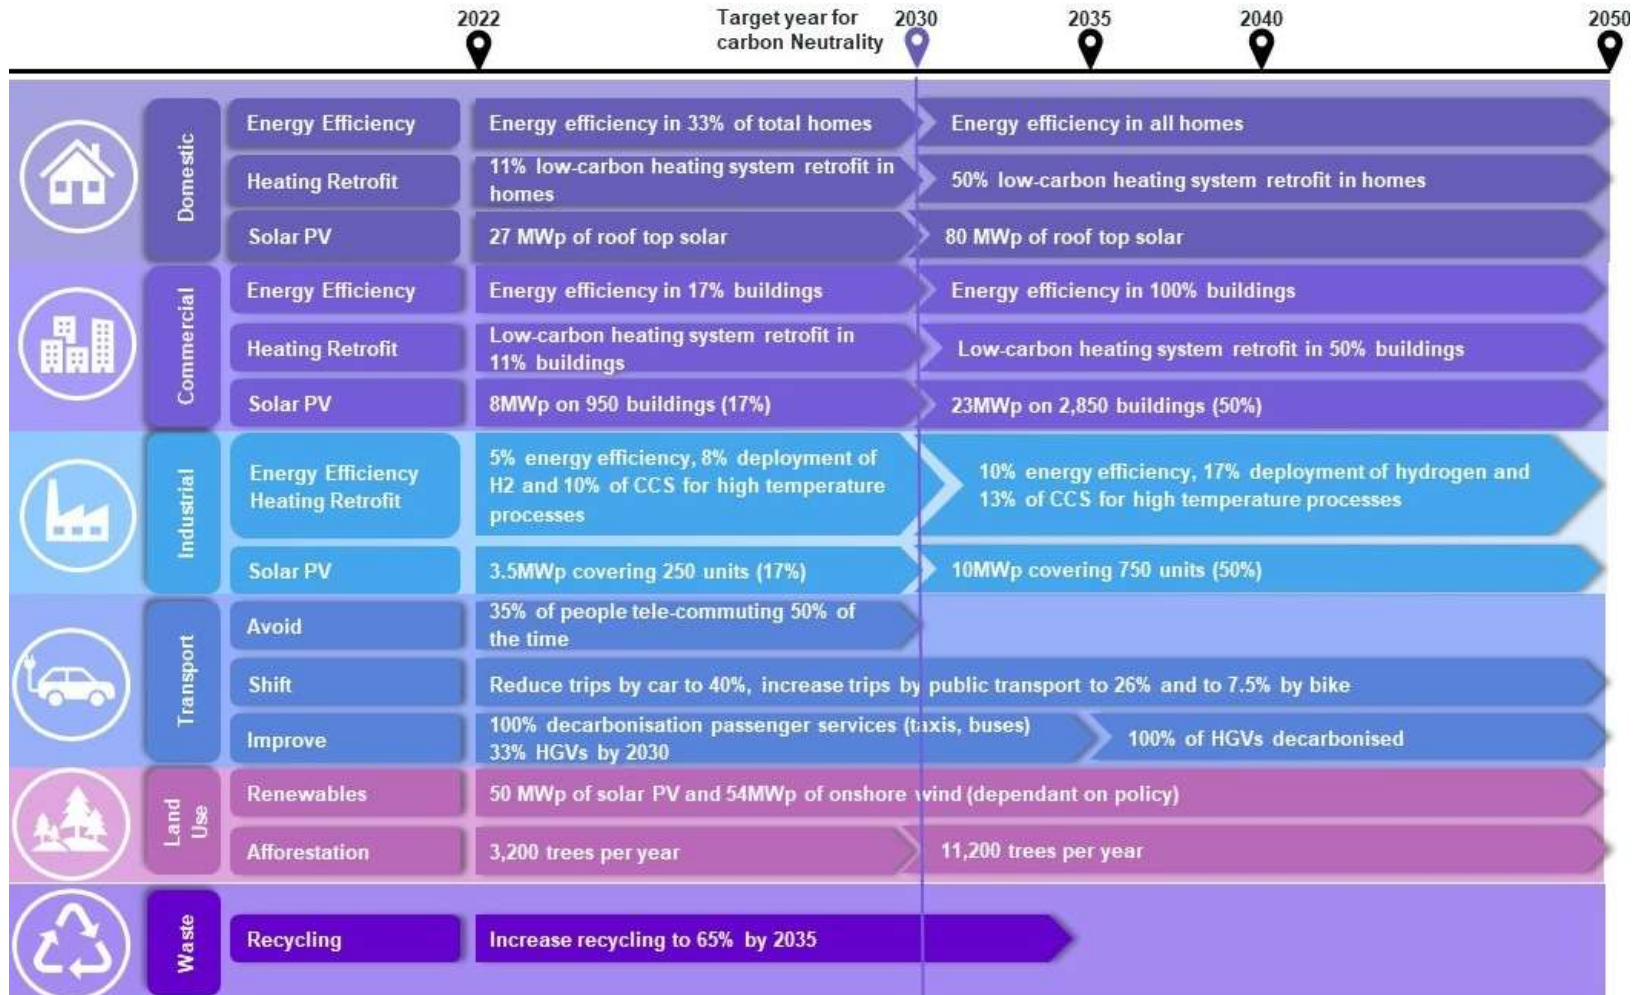 2022
Target year for
carbon Neutrality
2030
2035
2040
2050
Domestic
Energy Efficiency
Energy efficiency in 33% of total homes
Energy efficiency in all homes
Heating Retrofit
11% low-carbon heating system retrofit in
homes
50% low-carbon heating system retrofit in homes
Solar PV
27 MWp of roof top solar
80 MWp of roof top solar
Commercial
Energy Efficiency
Energy efficiency in 17% buildings
Energy efficiency in 100% buildings
Heating Retrofit
Low-carbon heating system retrofit in
11% buildings
Low-carbon heating system retrofit in 50% buildings
Solar PV
8MWp on 950 buildings (17%)
23MWp on 2,850 buildings (50%)
Industrial
Energy Efficiency
Heating Retrofit
5% energy efficiency, 8% deployment of
H2 and 10% of CCS for high temperature
processes
10% energy efficiency, 17% deployment of hydrogen and
13% of CCS for high temperature processes
Solar PV
3.5MWp covering 250 units (17%)
10MWp covering 750 units (50%)
Transport
Avoid
35% of people tele-commuting 50% of
the time
Shift
Reduce trips by car to 40%, increase trips by public transport to 26% and to 7.5% by bike
Improve
100% decarbonisation passenger services (taxis, buses)
33% HGVs by 2030
100% of HGVs decarbonised
Land
Use
Renewables
50 MWp of solar PV and 54MWp of onshore wind (dependant on policy)
Afforestation
3,200 trees per year
11,200 trees per year
Waste
Recycling
Increase recycling to 65% by 2035